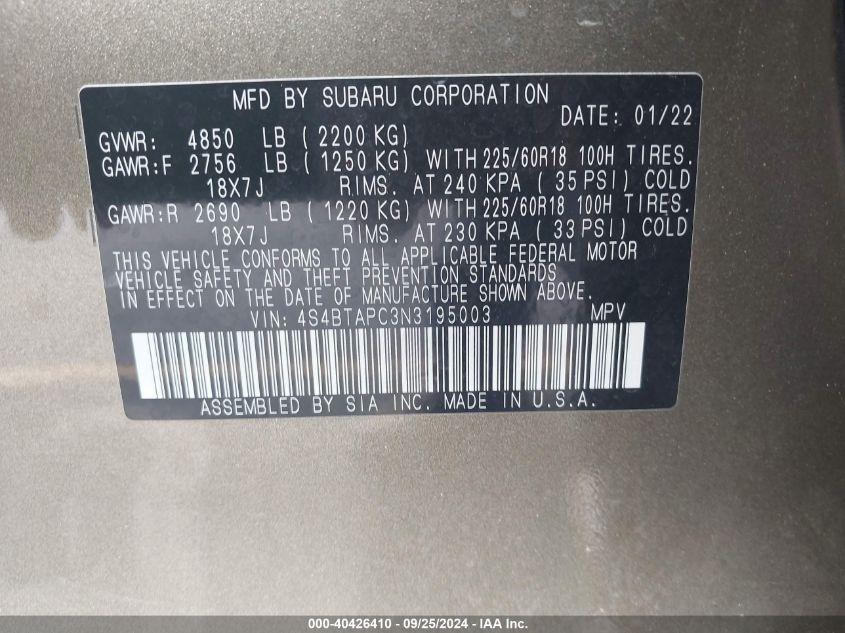 MFD BY SUBARU CORPORATION
DATE: 01/22
GVWR: 4850 LB ( 2200 KG)
GAWR:F 2756 LB ( 1250 KG) WITH 225/60R18 100H TIRES.
18X7J RIMS. AT 240 KPA ( 35 PSI) COLD
GAWR:R 2690 LB ( 1220 KG) WITH 225/60R18 100H TIRES.
18X7J RIMS. AT 230 KPA ( 33 PSI) COLD
THIS VEHICLE CONFORMS TO ALL APPLICABLE FEDERAL MOTOR
VEHICLE SAFETY AND THEFT PREVENTION STANDARDS
IN EFFECT ON THE DATE OF MANUFACTURE SHOWN ABOVE.
VIN: 4S4BTAPC3N3195003 MPV
ASSEMBLED BY SIA INC. MADE IN U.S.A.
000-40426410 - 09/25/2024 - IAA Inc.